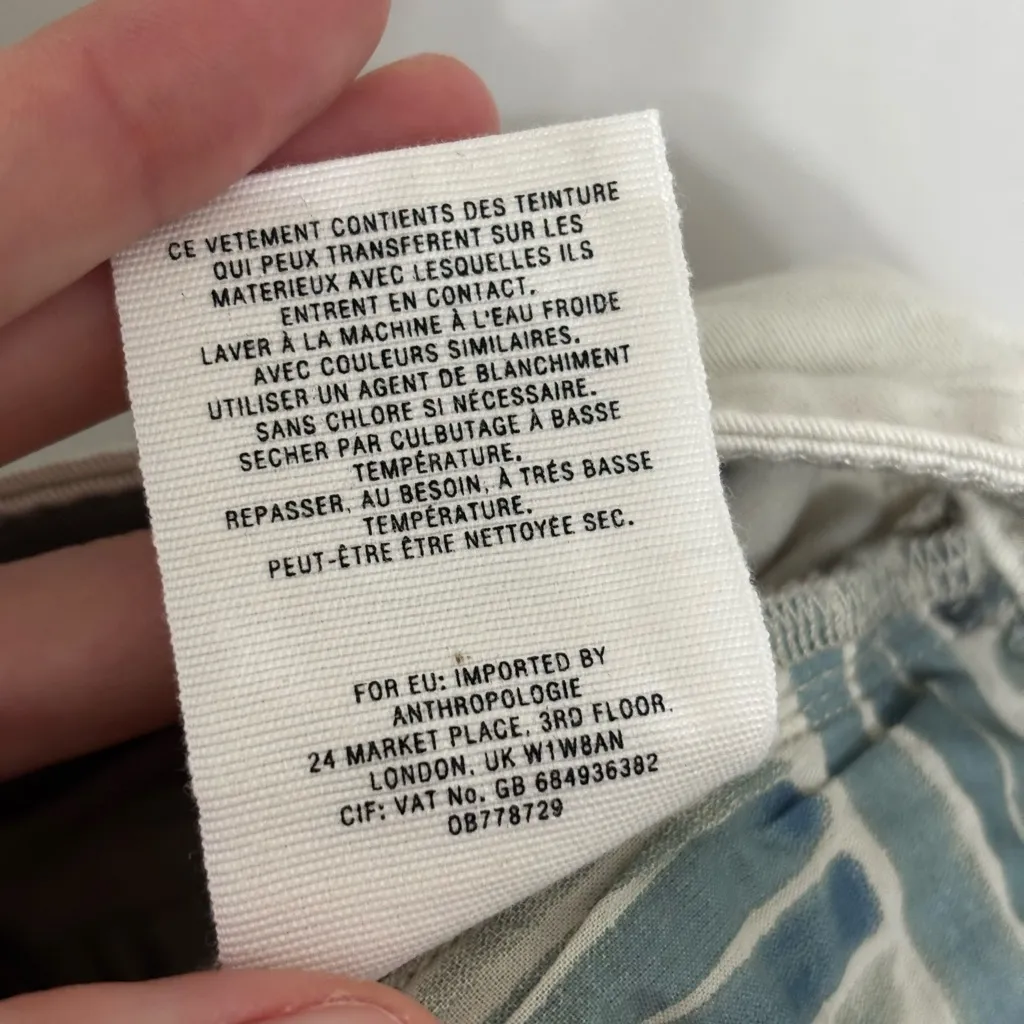 CE VETEMENT CONTIENTS DES TEINTURE
QUI PEUX TRANSFERENT SUR LES
MATERIEUX AVEC LESQUELLES ILS
ENTRENT EN CONTACT.
LAVER À LA MACHINE À L'EAU FROIDE
AVEC COULEURS SIMILAIRES.
UTILISER UN AGENT DE BLANCHIMENT
SANS CHLORE SI NÉCESSAIRE.
SECHER PAR CULBUTAGE À BASSE
TEMPÉRATURE.
REPASSER, AU BESOIN, À TRÉS BASSE
TEMPÉRATURE.
PEUT-ÊTRE ÊTRE NETTOYÉE SEC.
FOR EU: IMPORTED BY
ANTHROPOLOGIE
24 MARKET PLACE, 3RD FLOOR.
LONDON, UK W1W8AN
CIF: VAT No. GB 684936382
OB778729